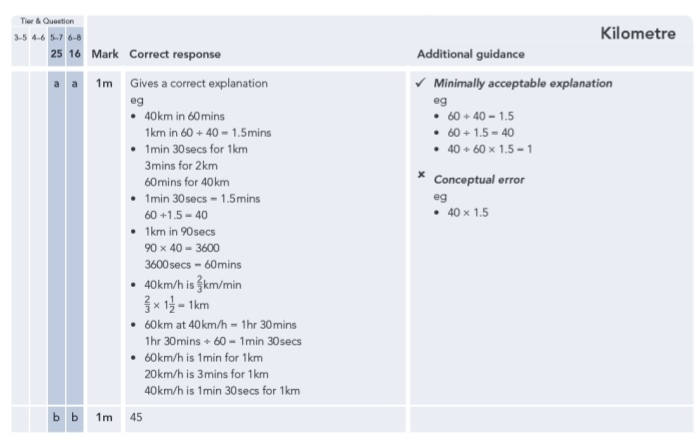 Tier & Question
3–5 4–6 5–7 6–8
25 16 Mark Correct response
Kilometre
Additional guidance
a a 1m Gives a correct explanation
eg
• 40km in 60mins
1km in 60 ÷ 40 = 1.5mins
• 1min 30secs for 1km
3mins for 2km
60mins for 40km
• 1min 30secs = 1.5mins
60 ÷1.5 = 40
• 1km in 90secs
90 × 40 = 3600
3600secs = 60mins
• 40km/h is 2/3km/min
2/3 × 1 1/2 = 1km
• 60km at 40km/h = 1hr 30mins
1hr 30mins ÷ 60 = 1min 30secs
• 60km/h is 1min for 1km
20km/h is 3mins for 1km
40km/h is 1min 30secs for 1km
✓ Minimally acceptable explanation
eg
• 60 ÷ 40 = 1.5
• 60 ÷ 1.5 = 40
• 40 ÷ 60 × 1.5 = 1
× Conceptual error
eg
• 40 × 1.5
b b 1m 45